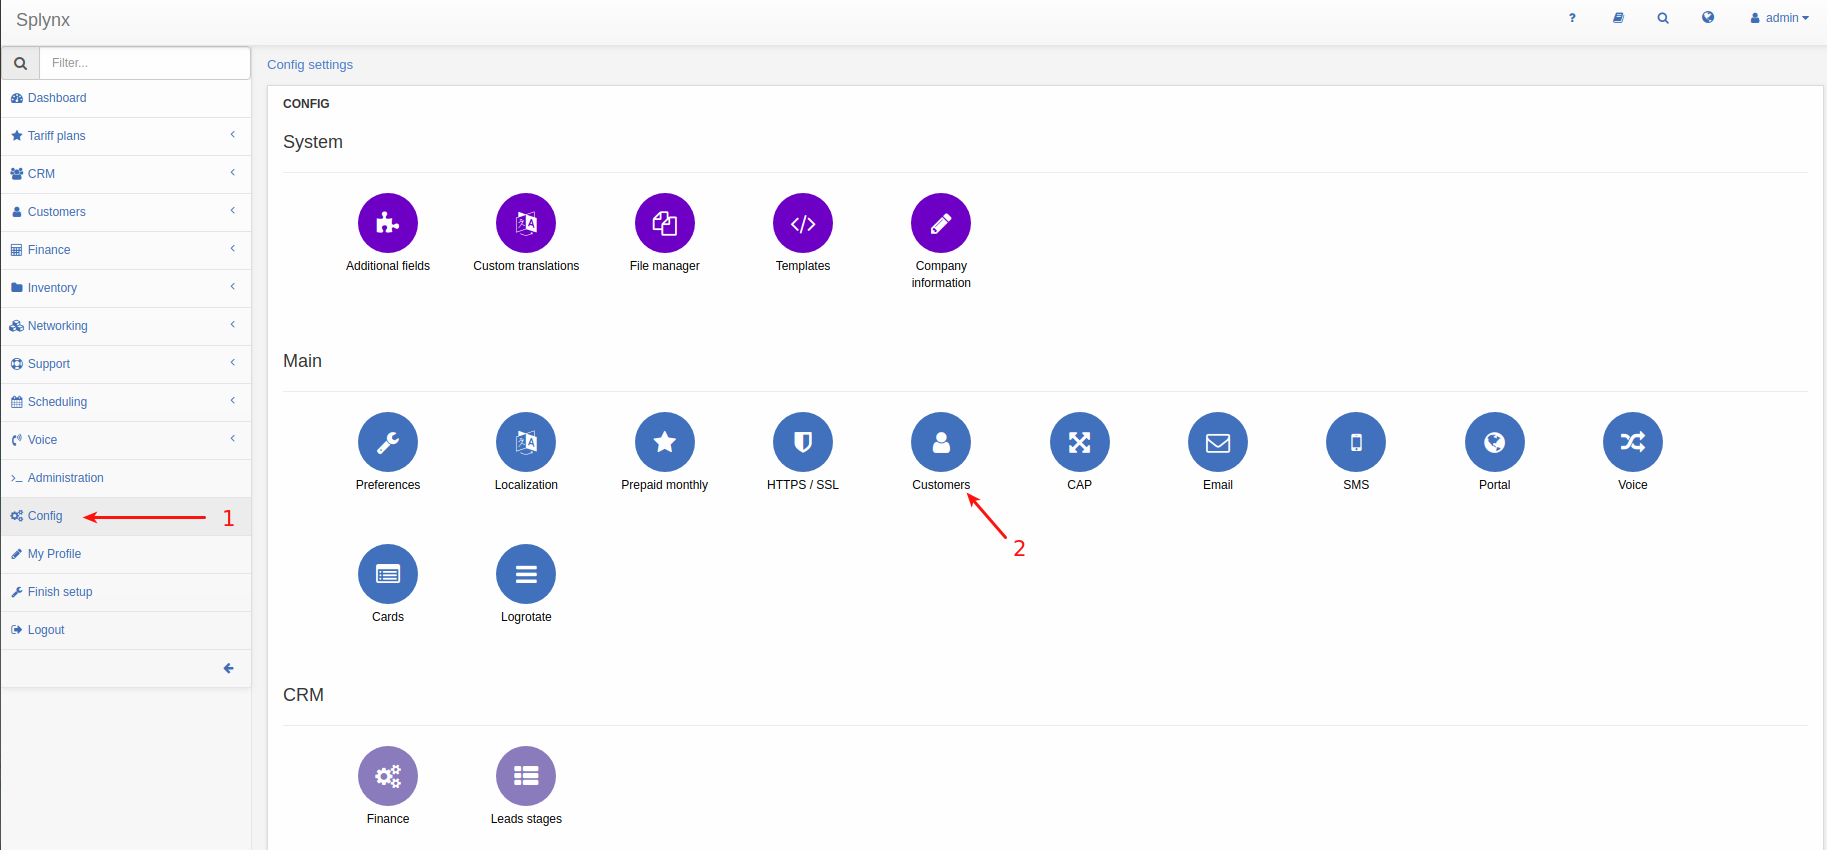 Splynx
? admin
Filter...
Dashboard
Tariff plans
CRM
Customers
Finance
Inventory
Networking
Support
Scheduling
Voice
Administration
Config
1
My Profile
Finish setup
Logout
Config settings
CONFIG
System
Additional fields
Custom translations
File manager
Templates
Company
information
Main
Preferences
Localization
Prepaid monthly
HTTPS / SSL
Customers
CAP
Email
SMS
Portal
Voice
2
Cards
Logrotate
CRM
Finance
Leads stages